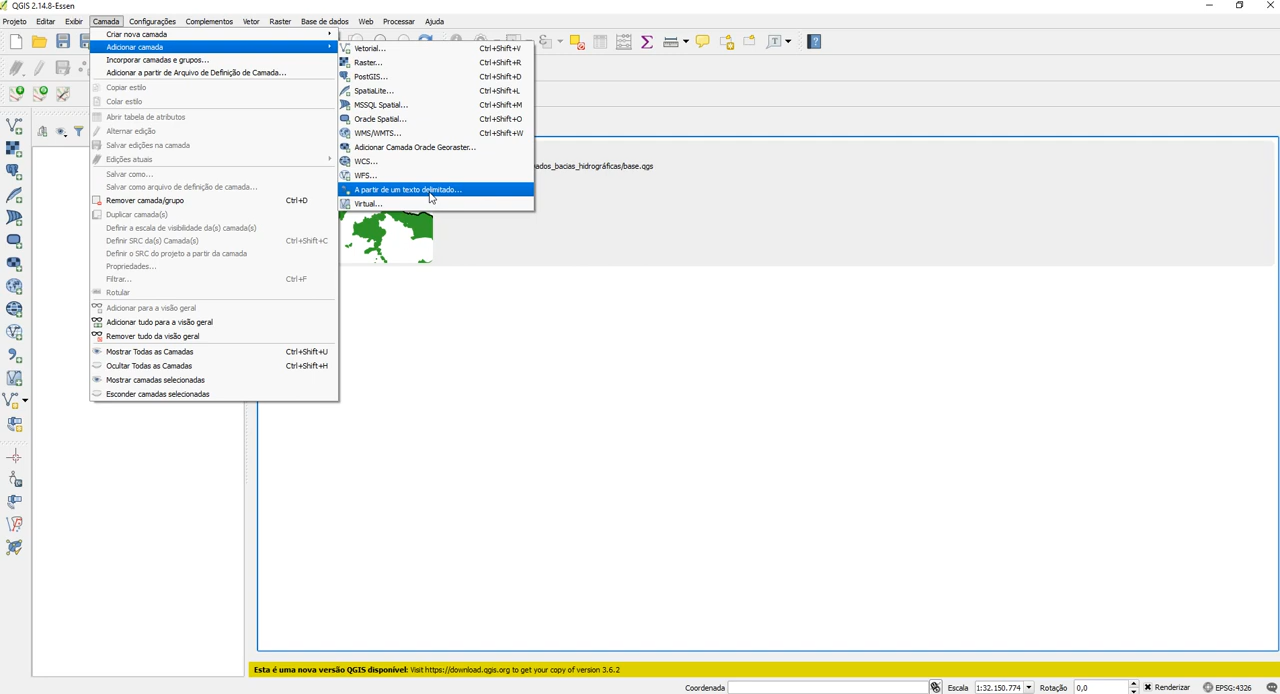 QGIS 2.14.8-Essen
Projeto Editar Exibir Camada Configurações Complementos Vetor Raster Base de dados Web Processar Ajuda
Criar nova camada
Adicionar camada
Incorporar camadas e grupos...
Adicionar a partir de Arquivo de Definição de Camada...
Copiar estilo
Colar estilo
Abrir tabela de atributos
Alternar edição
Salvar edições na camada
Edições atuais
Salvar como...
Salvar como arquivo de definição de camada...
Remover camada/grupo Ctrl+D
Duplicar camada(s)
Definir a escala de visibilidade da(s) camada(s)
Definir SRC da(s) Camada(s) Ctrl+Shift+C
Definir o SRC do projeto a partir da camada
Propriedades...
Filtrar... Ctrl+F
Rotular
Adicionar para a visão geral
Adicionar tudo para a visão geral
Remover tudo da visão geral
Mostrar Todas as Camadas Ctrl+Shift+U
Ocultar Todas as Camadas Ctrl+Shift+H
Mostrar camadas selecionadas
Esconder camadas selecionadas
Vetorial... Ctrl+Shift+V
Raster... Ctrl+Shift+R
PostGIS... Ctrl+Shift+D
SpatiaLite... Ctrl+Shift+L
MSSQL Spatial... Ctrl+Shift+M
Oracle Spatial... Ctrl+Shift+O
WMS/WMTS... Ctrl+Shift+W
Adicionar Camada Oracle Georaster...
WCS...
WFS...
A partir de um texto delimitado...
Virtual...
ados_bacias_hidrográficas/base.qgs
Esta é uma nova versão QGIS disponível: Visit https://download.qgis.org to get your copy of version 3.6.2
Coordenada Escala 1:32.150.774 Rotação 0,0 Renderizar EPSG:4326